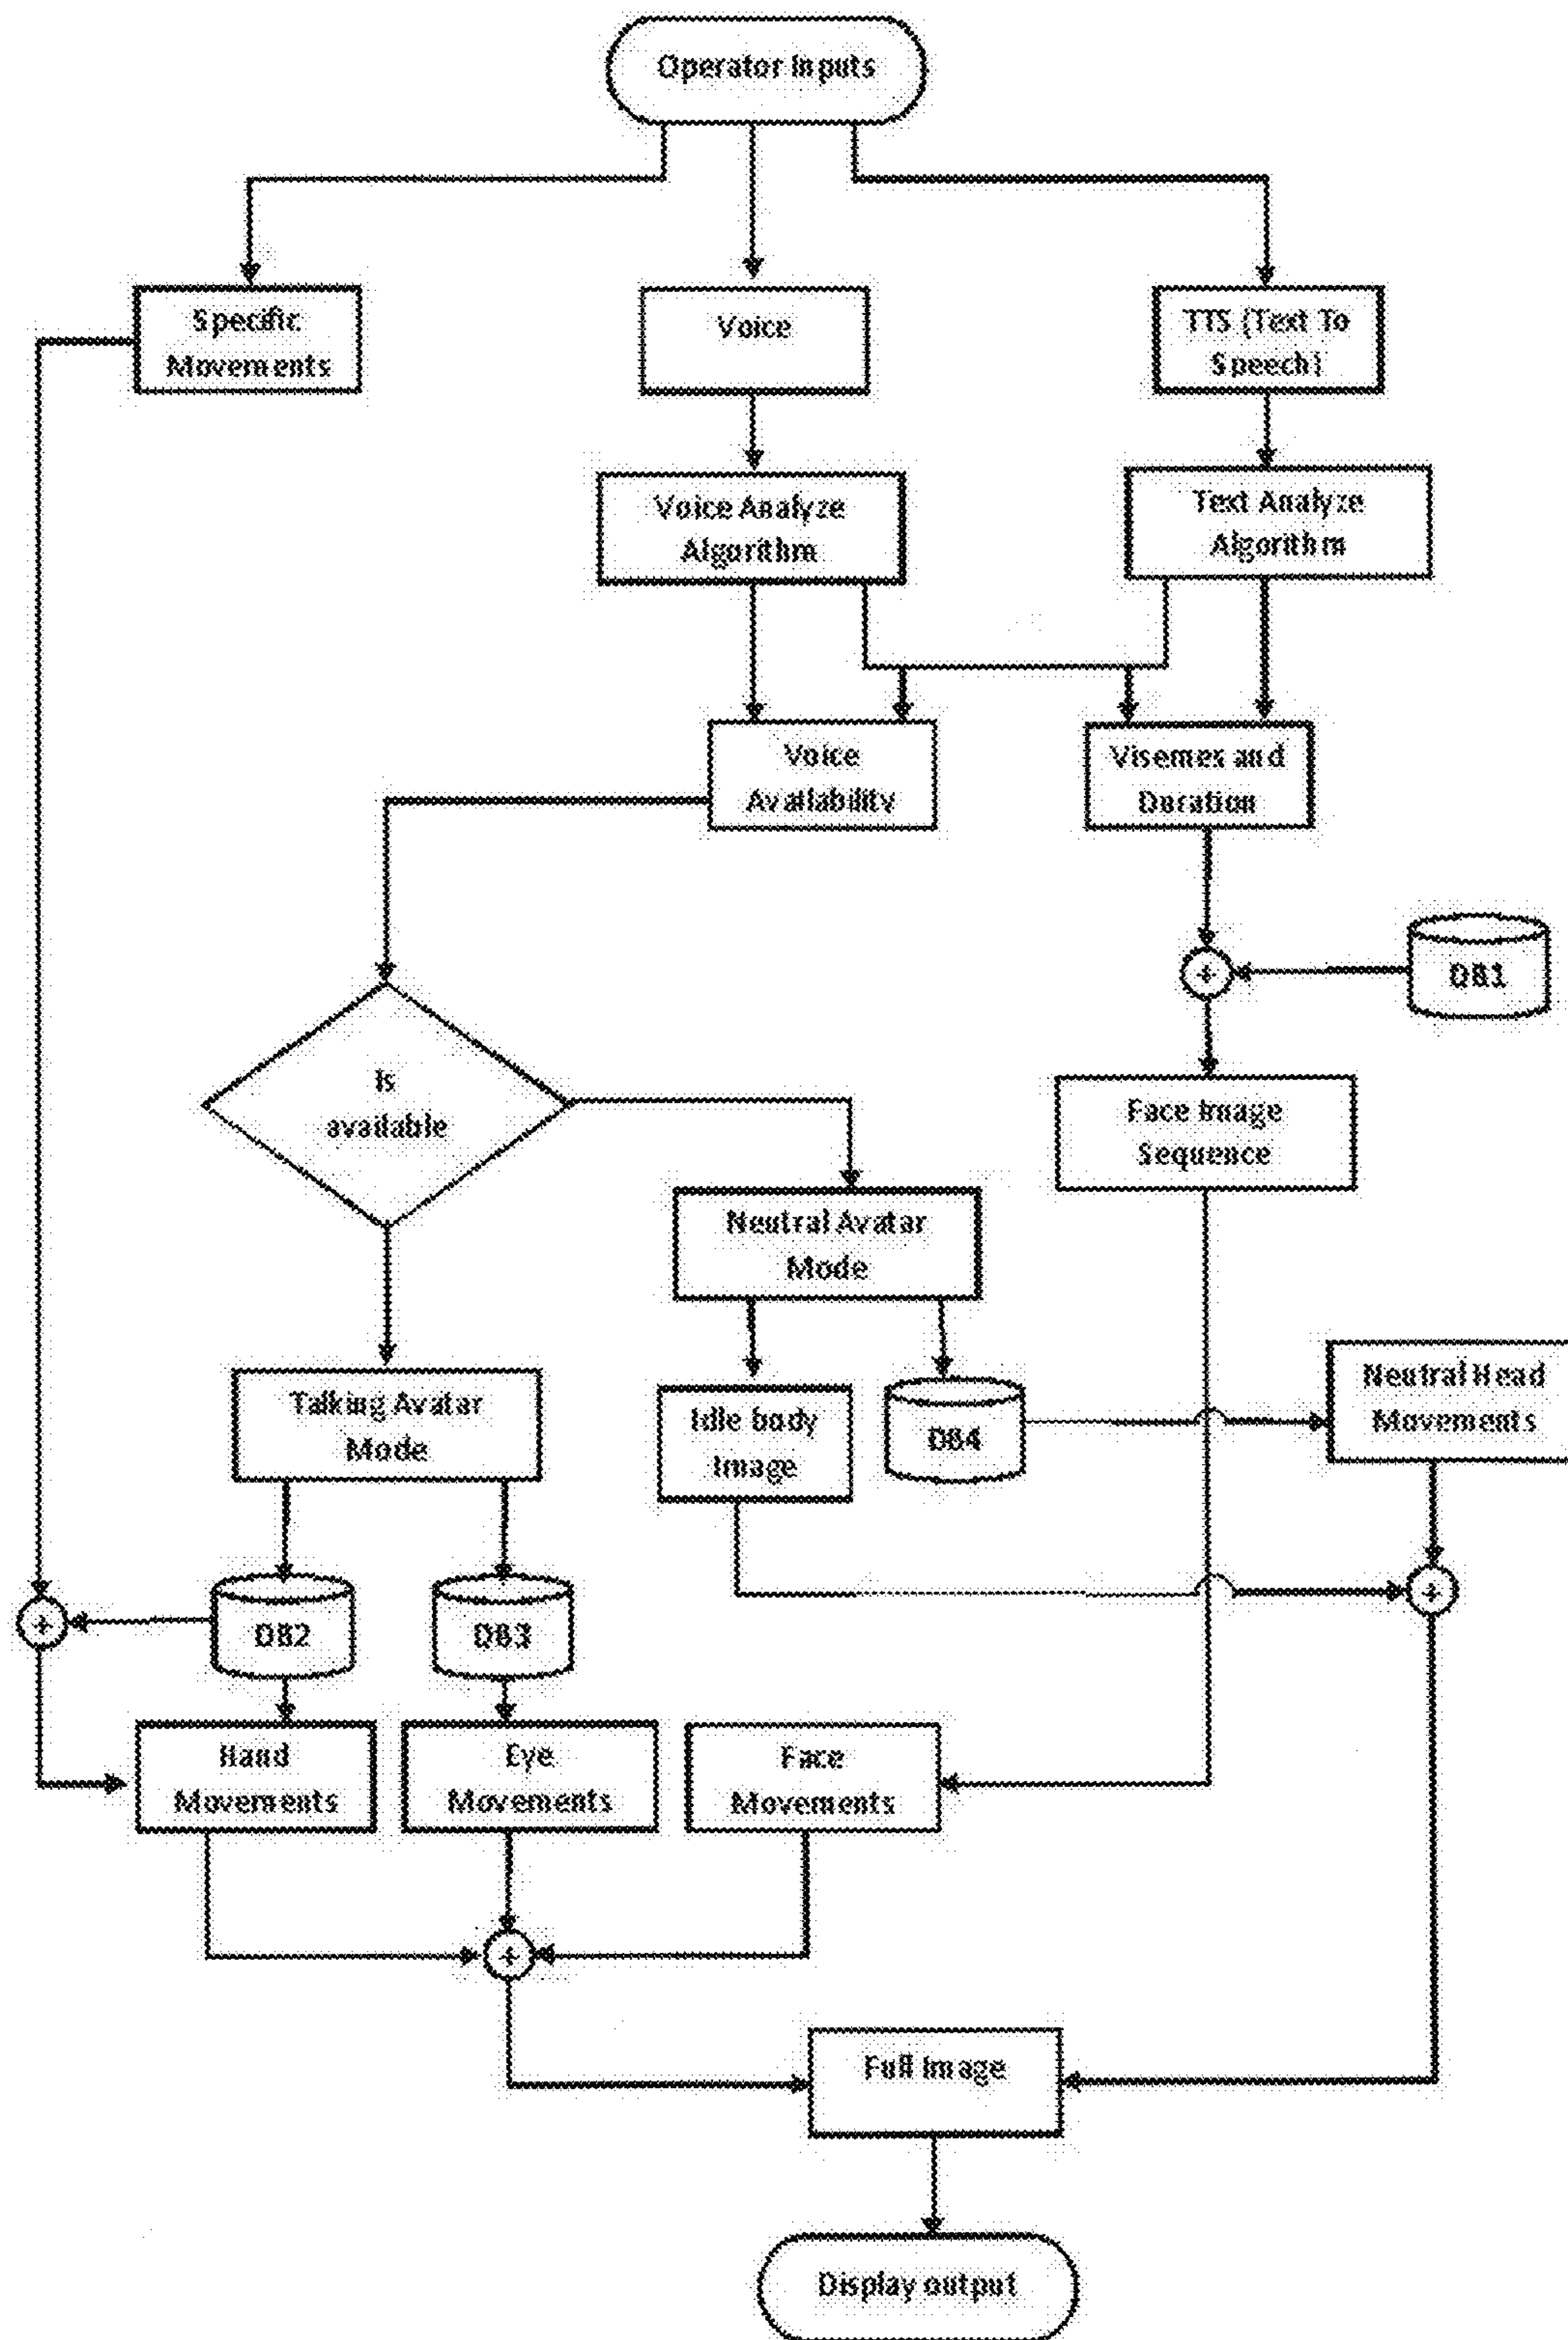 Operator Inputs
Specific
Movements
Voice
TTS (Text To
Speech)
Voice Analyze
Algorithm
Text Analyze
Algorithm
Voice
Availability
Visemes and
Duration
+
DB1
Is
available
Face Image
Sequence
Neutral Avatar
Mode
Talking Avatar
Mode
Idle body
Image
DB4
Neutral Head
Movements
+
+
DB2
DB3
Hand
Movements
Eye
Movements
Face
Movements
+
Full Image
Display output